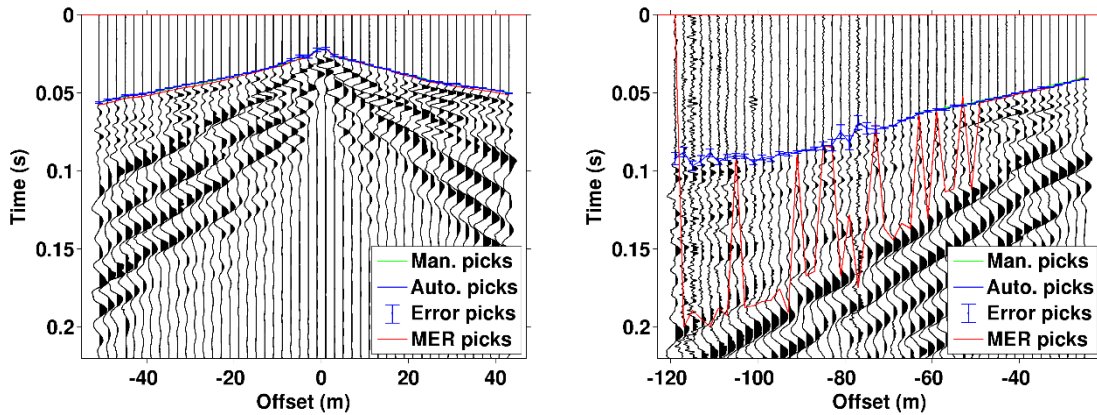 0
0.05
0.1
0.15
0.2
Time (s)
-40
-20
0
20
40
Offset (m)
Man. picks
Auto. picks
Error picks
MER picks
0
0.05
0.1
0.15
0.2
Time (s)
-120
-100
-80
-60
-40
Offset (m)
Man. picks
Auto. picks
Error picks
MER picks